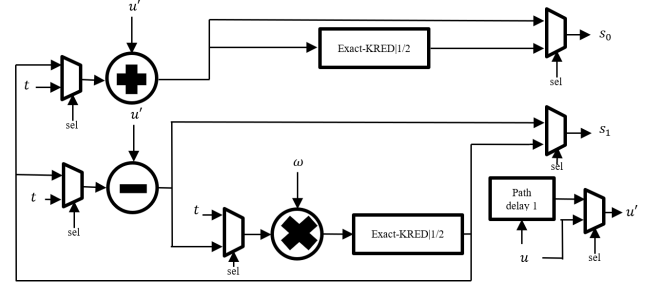 u′
Exact-KRED|1/2
s₀
t
sel
sel
u′
s₁
sel
t
sel
ω
t
Path
delay 1
u′
Exact-KRED|1/2
sel
u
sel